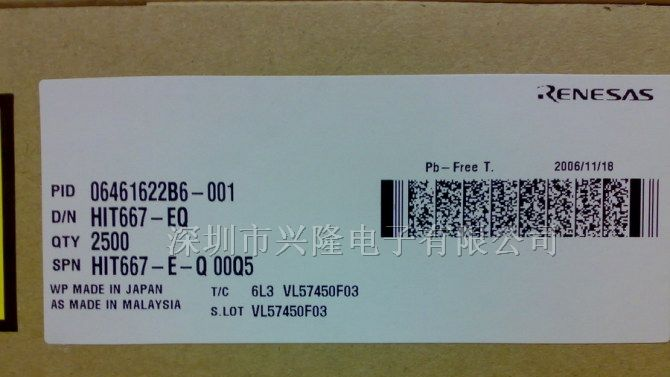 RENESAS
Pb-Free T. 2006/11/18
PID 06461622B6-001
D/N HIT667-EQ
QTY 2500
深圳市兴隆电子有限公司
SPN HIT667-E-Q 00Q5
WP MADE IN JAPAN T/C 6L3 VL57450F03
AS MADE IN MALAYSIA S.LOT VL57450F03